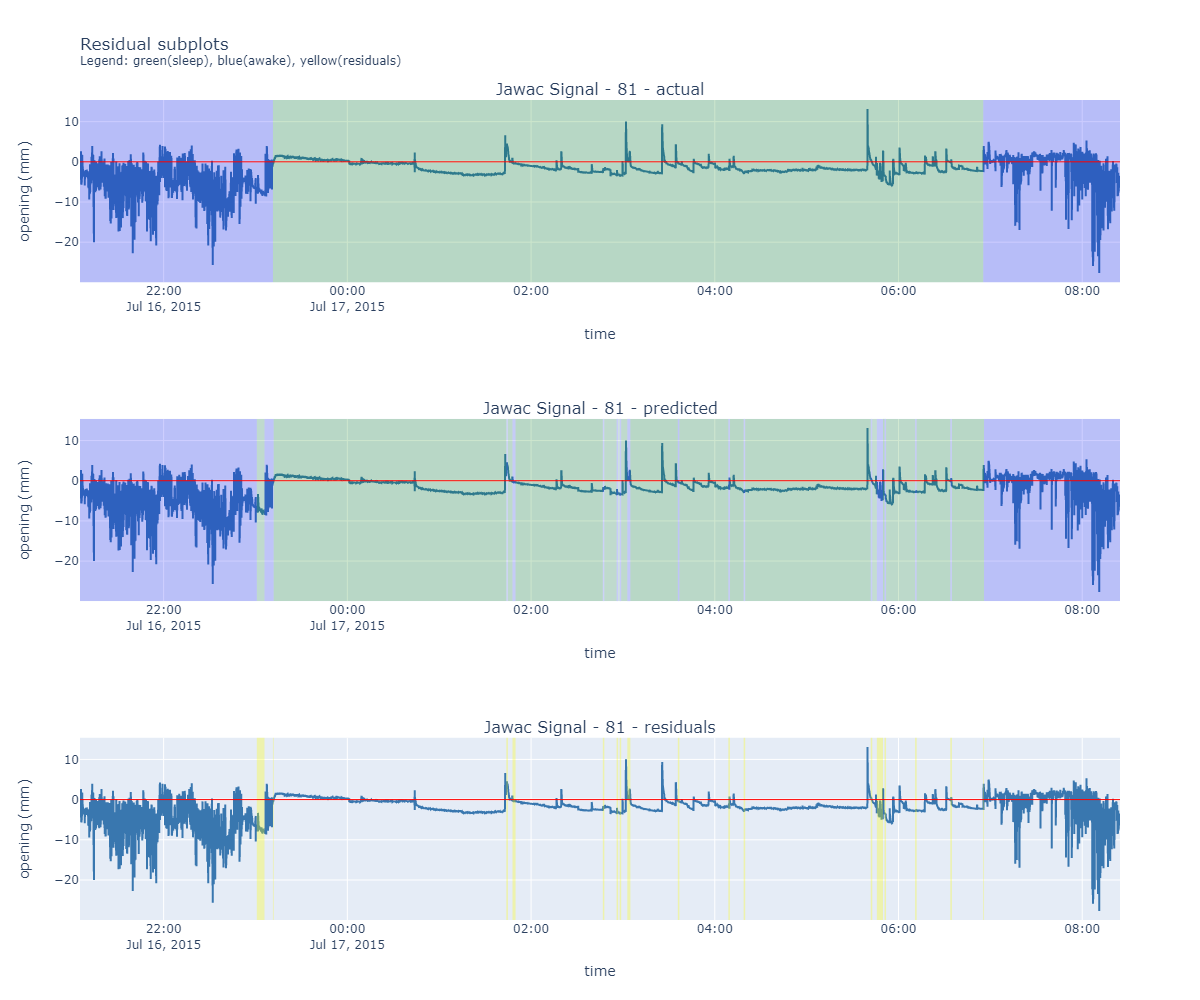 Residual subplots
Legend: green(sleep), blue(awake), yellow(residuals)
Jawac Signal - 81 - actual
opening (mm)
10
0
−10
−20
22:00 00:00 02:00 04:00 06:00 08:00
Jul 16, 2015 Jul 17, 2015
time
Jawac Signal - 81 - predicted
opening (mm)
10
0
−10
−20
22:00 00:00 02:00 04:00 06:00 08:00
Jul 16, 2015 Jul 17, 2015
time
Jawac Signal - 81 - residuals
opening (mm)
10
0
−10
−20
22:00 00:00 02:00 04:00 06:00 08:00
Jul 16, 2015 Jul 17, 2015
time